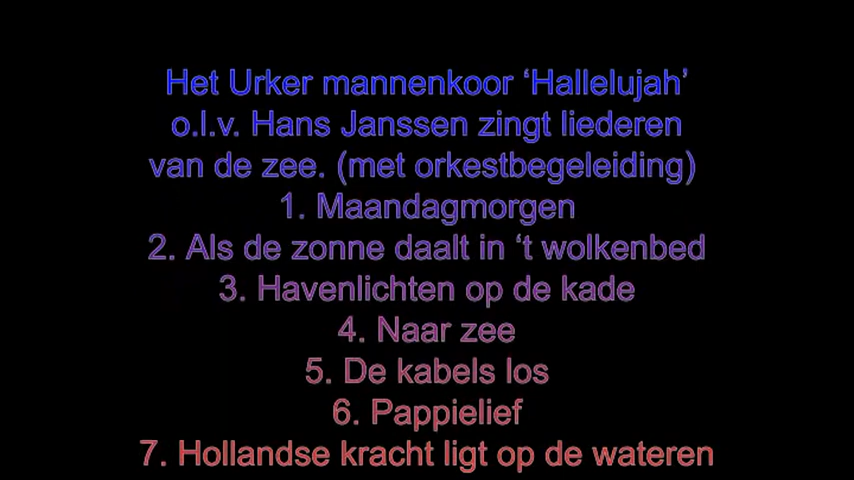 Het Urker mannenkoor ‘Hallelujah’
o.l.v. Hans Janssen zingt liederen
van de zee. (met orkestbegeleiding)
1. Maandagmorgen
2. Als de zonne daalt in ‘t wolkenbed
3. Havenlichten op de kade
4. Naar zee
5. De kabels los
6. Pappielief
7. Hollandse kracht ligt op de wateren